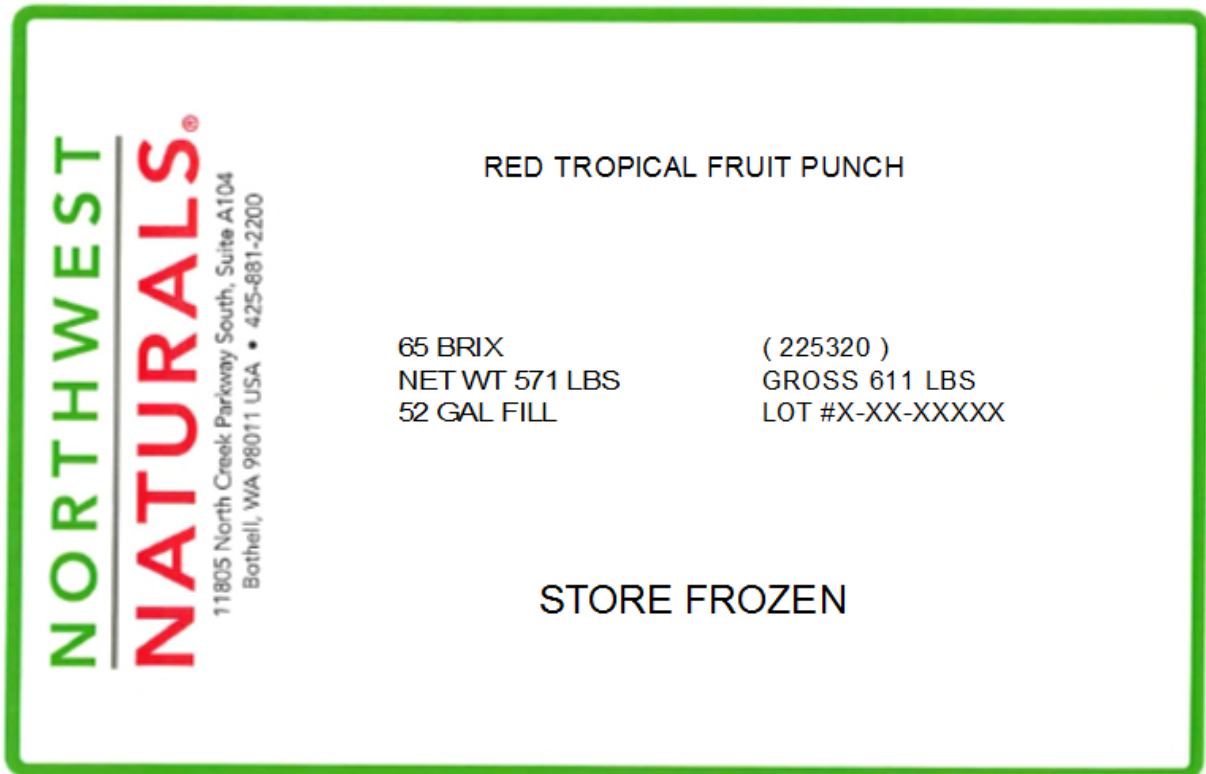 NORTHWEST
NATURALS®
11805 North Creek Parkway South, Suite A104
Bothell, WA 98011 USA • 425-881-2200
RED TROPICAL FRUIT PUNCH
65 BRIX ( 225320 )
NET WT 571 LBS GROSS 611 LBS
52 GAL FILL LOT #X-XX-XXXXX
STORE FROZEN